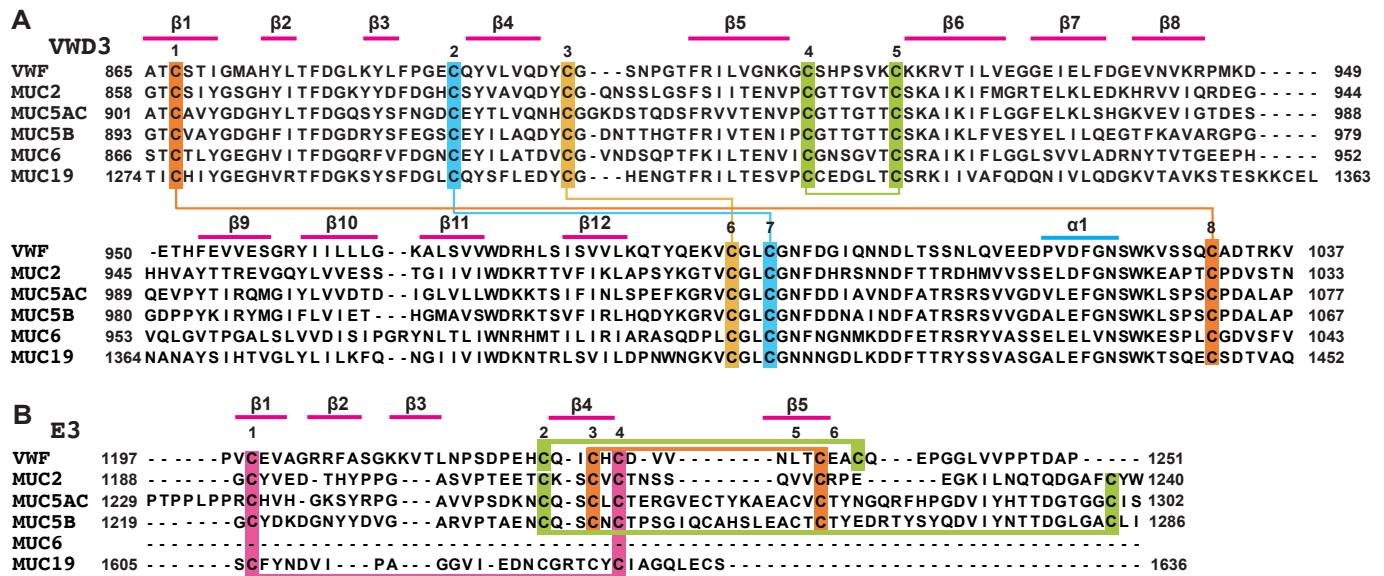 A β1 β2 β3 β4 β5 β6 β7 β8
VWD3 1 2 3 4 5
VWF 865 ATCSTIGMAHYLTFDGLKYLFPGECQYVLVQDYCG---SNPGTFRILVGNKGCSHPSVKCKKRVTILVEGGEIELFDGEVNVKRPMKD----- 949
MUC2 858 GTCSIYGSGHYITFDGKYYDFDGHCSYVAVQDYCG-QNSSLGSFSIITENVPCGTTGVTCSKAIKIFMGRTELKLEDKHRVVIQRDEG----- 944
MUC5AC 901 ATCAVYGDGHYLTFDGQSYSFNGDCEYTLVQNHCGGKDSTQDSFRVVTENVPCGTTGTTCSKAIKIFLGGFELKLSHGKVEVIGTDES----- 988
MUC5B 893 GTCVAYGDGHFITFDGDRYSFEGSCEYILAQDYCG-DNTTHGTFRIVTENIPCGTTGTTCSKAIKLFVESYELILQEGTFKAVARGPG----- 979
MUC6 866 STCTLYGEGHVITFDGQRFVFDGNCEYILATDVCG-VNDSQPTFKILTENVICGNSGVTCSRAIKIFLGGLSVVLADRNYTVTGEEPH----- 952
MUC19 1274 TICHIYGEGHVRTFDGLRYSFDGLCQYSFLEDYCG--HENGTFRILTESVPCCEDGLTCSRKIIVAFQDQNIVLQDGKVTAVKSTESKKCEL 1363
β9 β10 β11 β12 6 7 α1 8
VWF 950 -ETHFEVVESGRYIILLLG--KALSVVWDRHLSISVVLKQTYQEKVCGLCGNFDGIQNNDLTSSNLQVEEDPVDFGNSWKVSSQCADTRKV 1037
MUC2 945 HHVAYTTREVGQYLVVESS--TGIIVIWDKRTTVFIKLAPSYKGTVCGLCGNFDHRSNNDFTTRDHMVVSSELDFGNSWKEAPTCPDVSTN 1033
MUC5AC 989 QEVPYTIRQMGIYLVVDTD--IGLVLLWDKKTSIFINLSPEFKGRVCGLCGNFDDIAVNDFATRSRSVVGDVLEFGNSWKLSPSCPDALAP 1077
MUC5B 980 GDPPYKIRYMGIFLVIET--HGMAVSWDRKTSVFIRLHQDYKGRVCGLCGNFDDNAINDFATRSRSVVGDALEFGNSWKLSPSCPDALAP 1067
MUC6 953 VQLGVTPGALSLVVDISIPGRYNLTLIWNRHMTILIRIARASQDPLCGLCGNFNGNMKDDFETRSRYVASSELELVNSWKESPLCGDVSFV 1043
MUC19 1364 NANAYSIHTVGLYLILKFQ--NGIIVIWDKNTRLSVILDPNWNGKVCGLCGNNNGDLKDDFTTRYSSVASGALEFGNSWKTSQECSDTVAQ 1452
B β1 β2 β3 β4 β5
E3 1 2 3 4 5 6
VWF 1197 ------PVCEVAGRRFASGKKVTLNPSDPEHCQ-ICHCD-VV--------NLTCEACQ---EPGGLVVPPTDAP----- 1251
MUC2 1188 -------GCYVED-THYPPG--ASVPTEETCK-SCVCTNSS--------QVVCRPE-----EGKILNQTQDGAFCYW 1240
MUC5AC 1229 PTPPLPPRCHVH-GKSYRPG---AVVPSDKNCQ-SCLCTERGVECTYKAEACVCTYNGQRFHPGDVIYHTTDGTGGCIS 1302
MUC5B 1219 -------GCYDKDGNYYDVG---ARVPTAENCQ-SCNCTPSGIQCAHSLEACTCTYEDRTYSYQDVIYNTTDGLGACLI 1286
MUC6 -------------------------------------------------------------------------------
MUC19 1605 ------SCFYNDVI---PA---GGVI-EDNCGRTCYCIAGQLECS------------------------ 1636